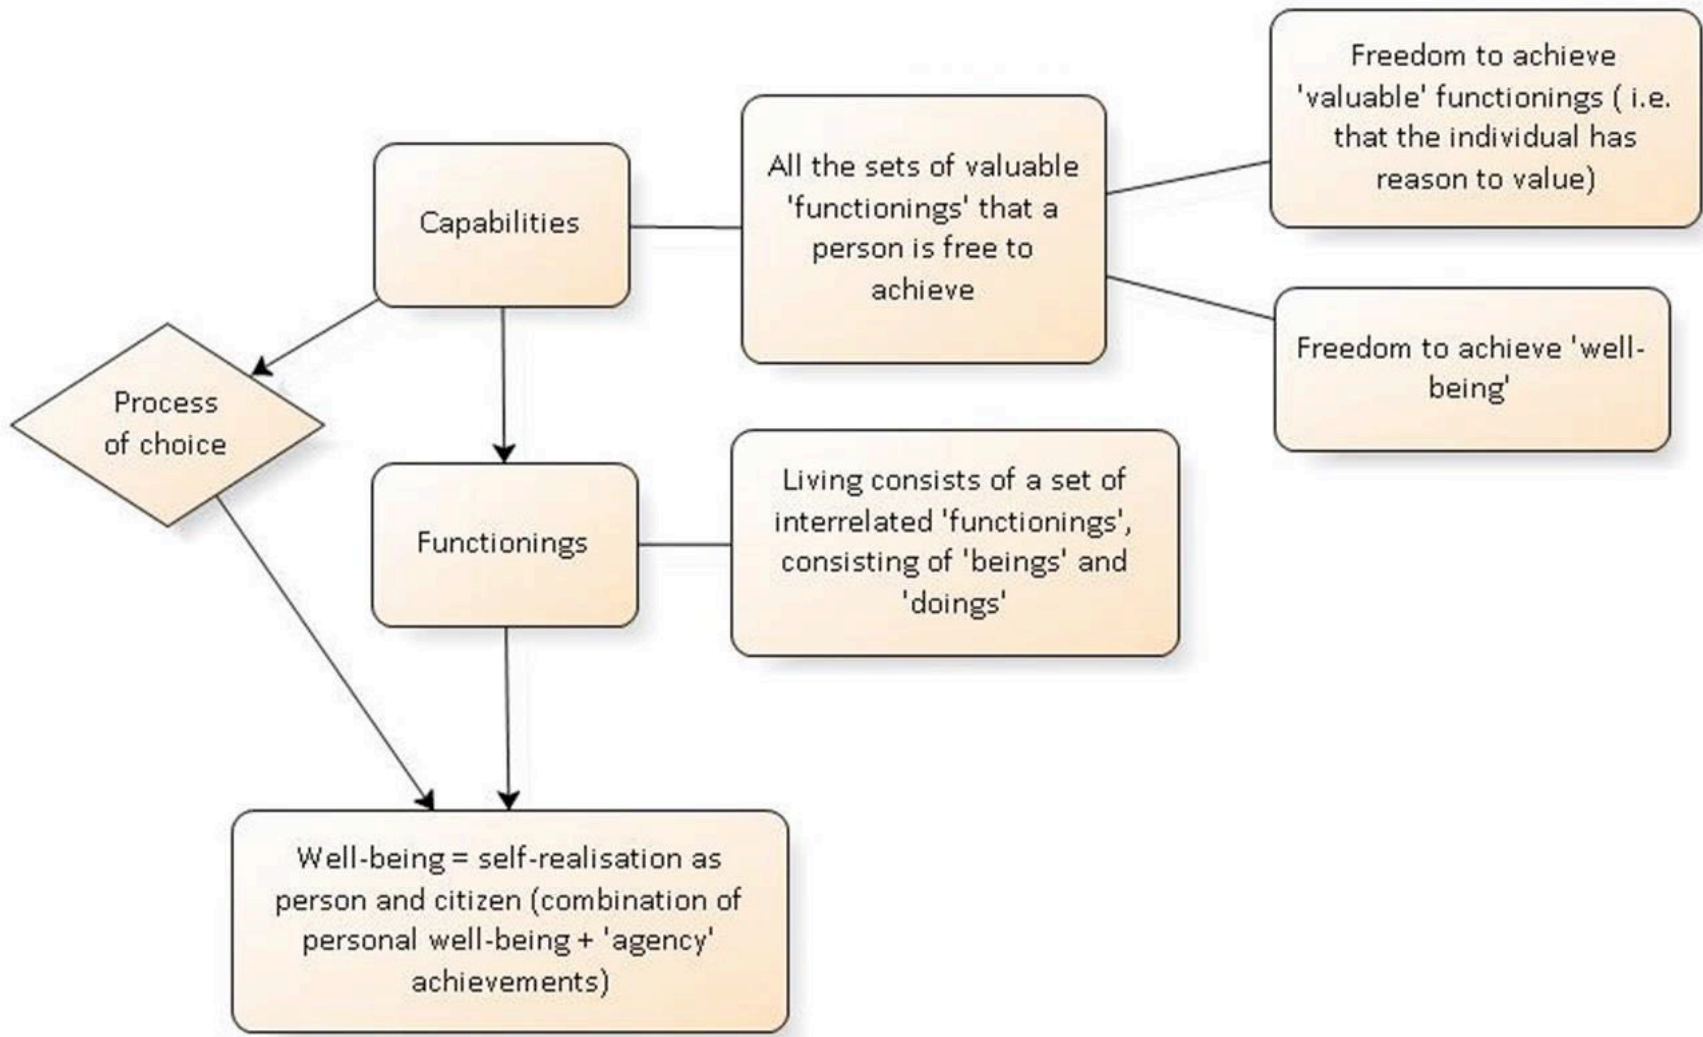 Freedom to achieve
'valuable' functionings ( i.e.
that the individual has
reason to value)
All the sets of valuable
'functionings' that a
person is free to
achieve
Capabilities
Freedom to achieve 'well-
being'
Process
of choice
Living consists of a set of
interrelated 'functionings',
consisting of 'beings' and
'doings'
Functionings
Well-being = self-realisation as
person and citizen (combination of
personal well-being + 'agency'
achievements)